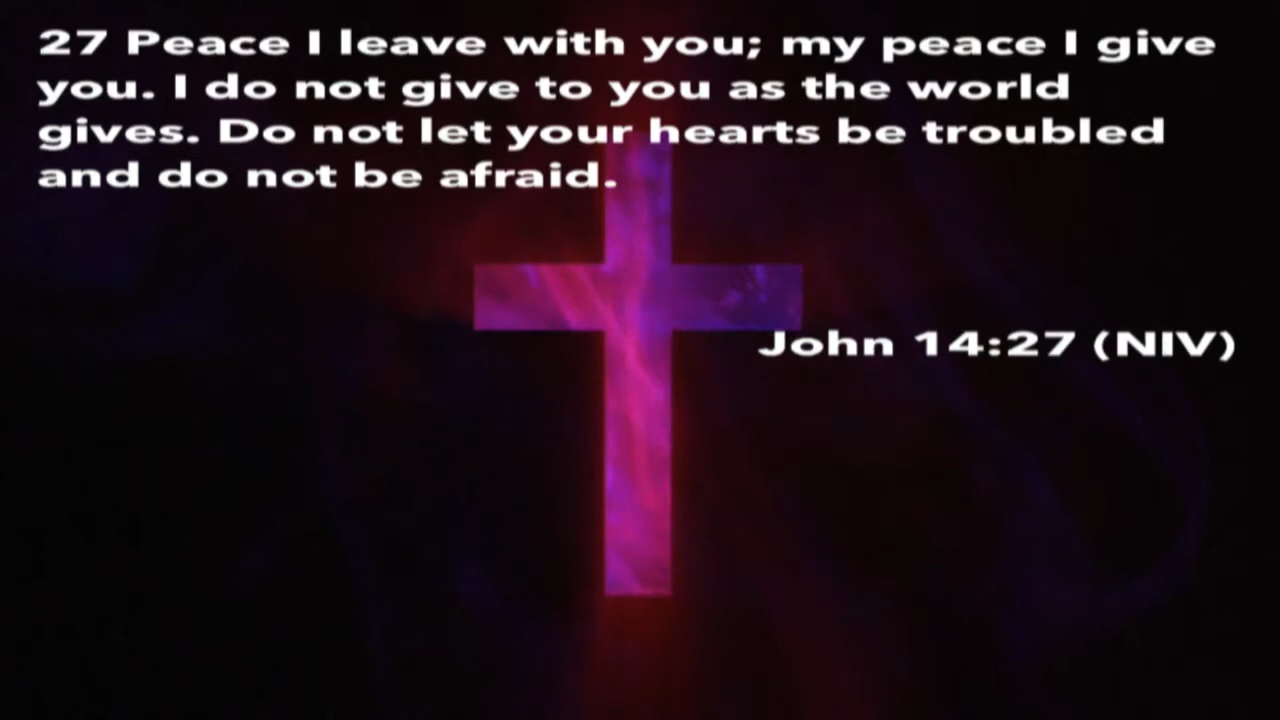 27 Peace I leave with you; my peace I give
you. I do not give to you as the world
gives. Do not let your hearts be troubled
and do not be afraid.
John 14:27 (NIV)